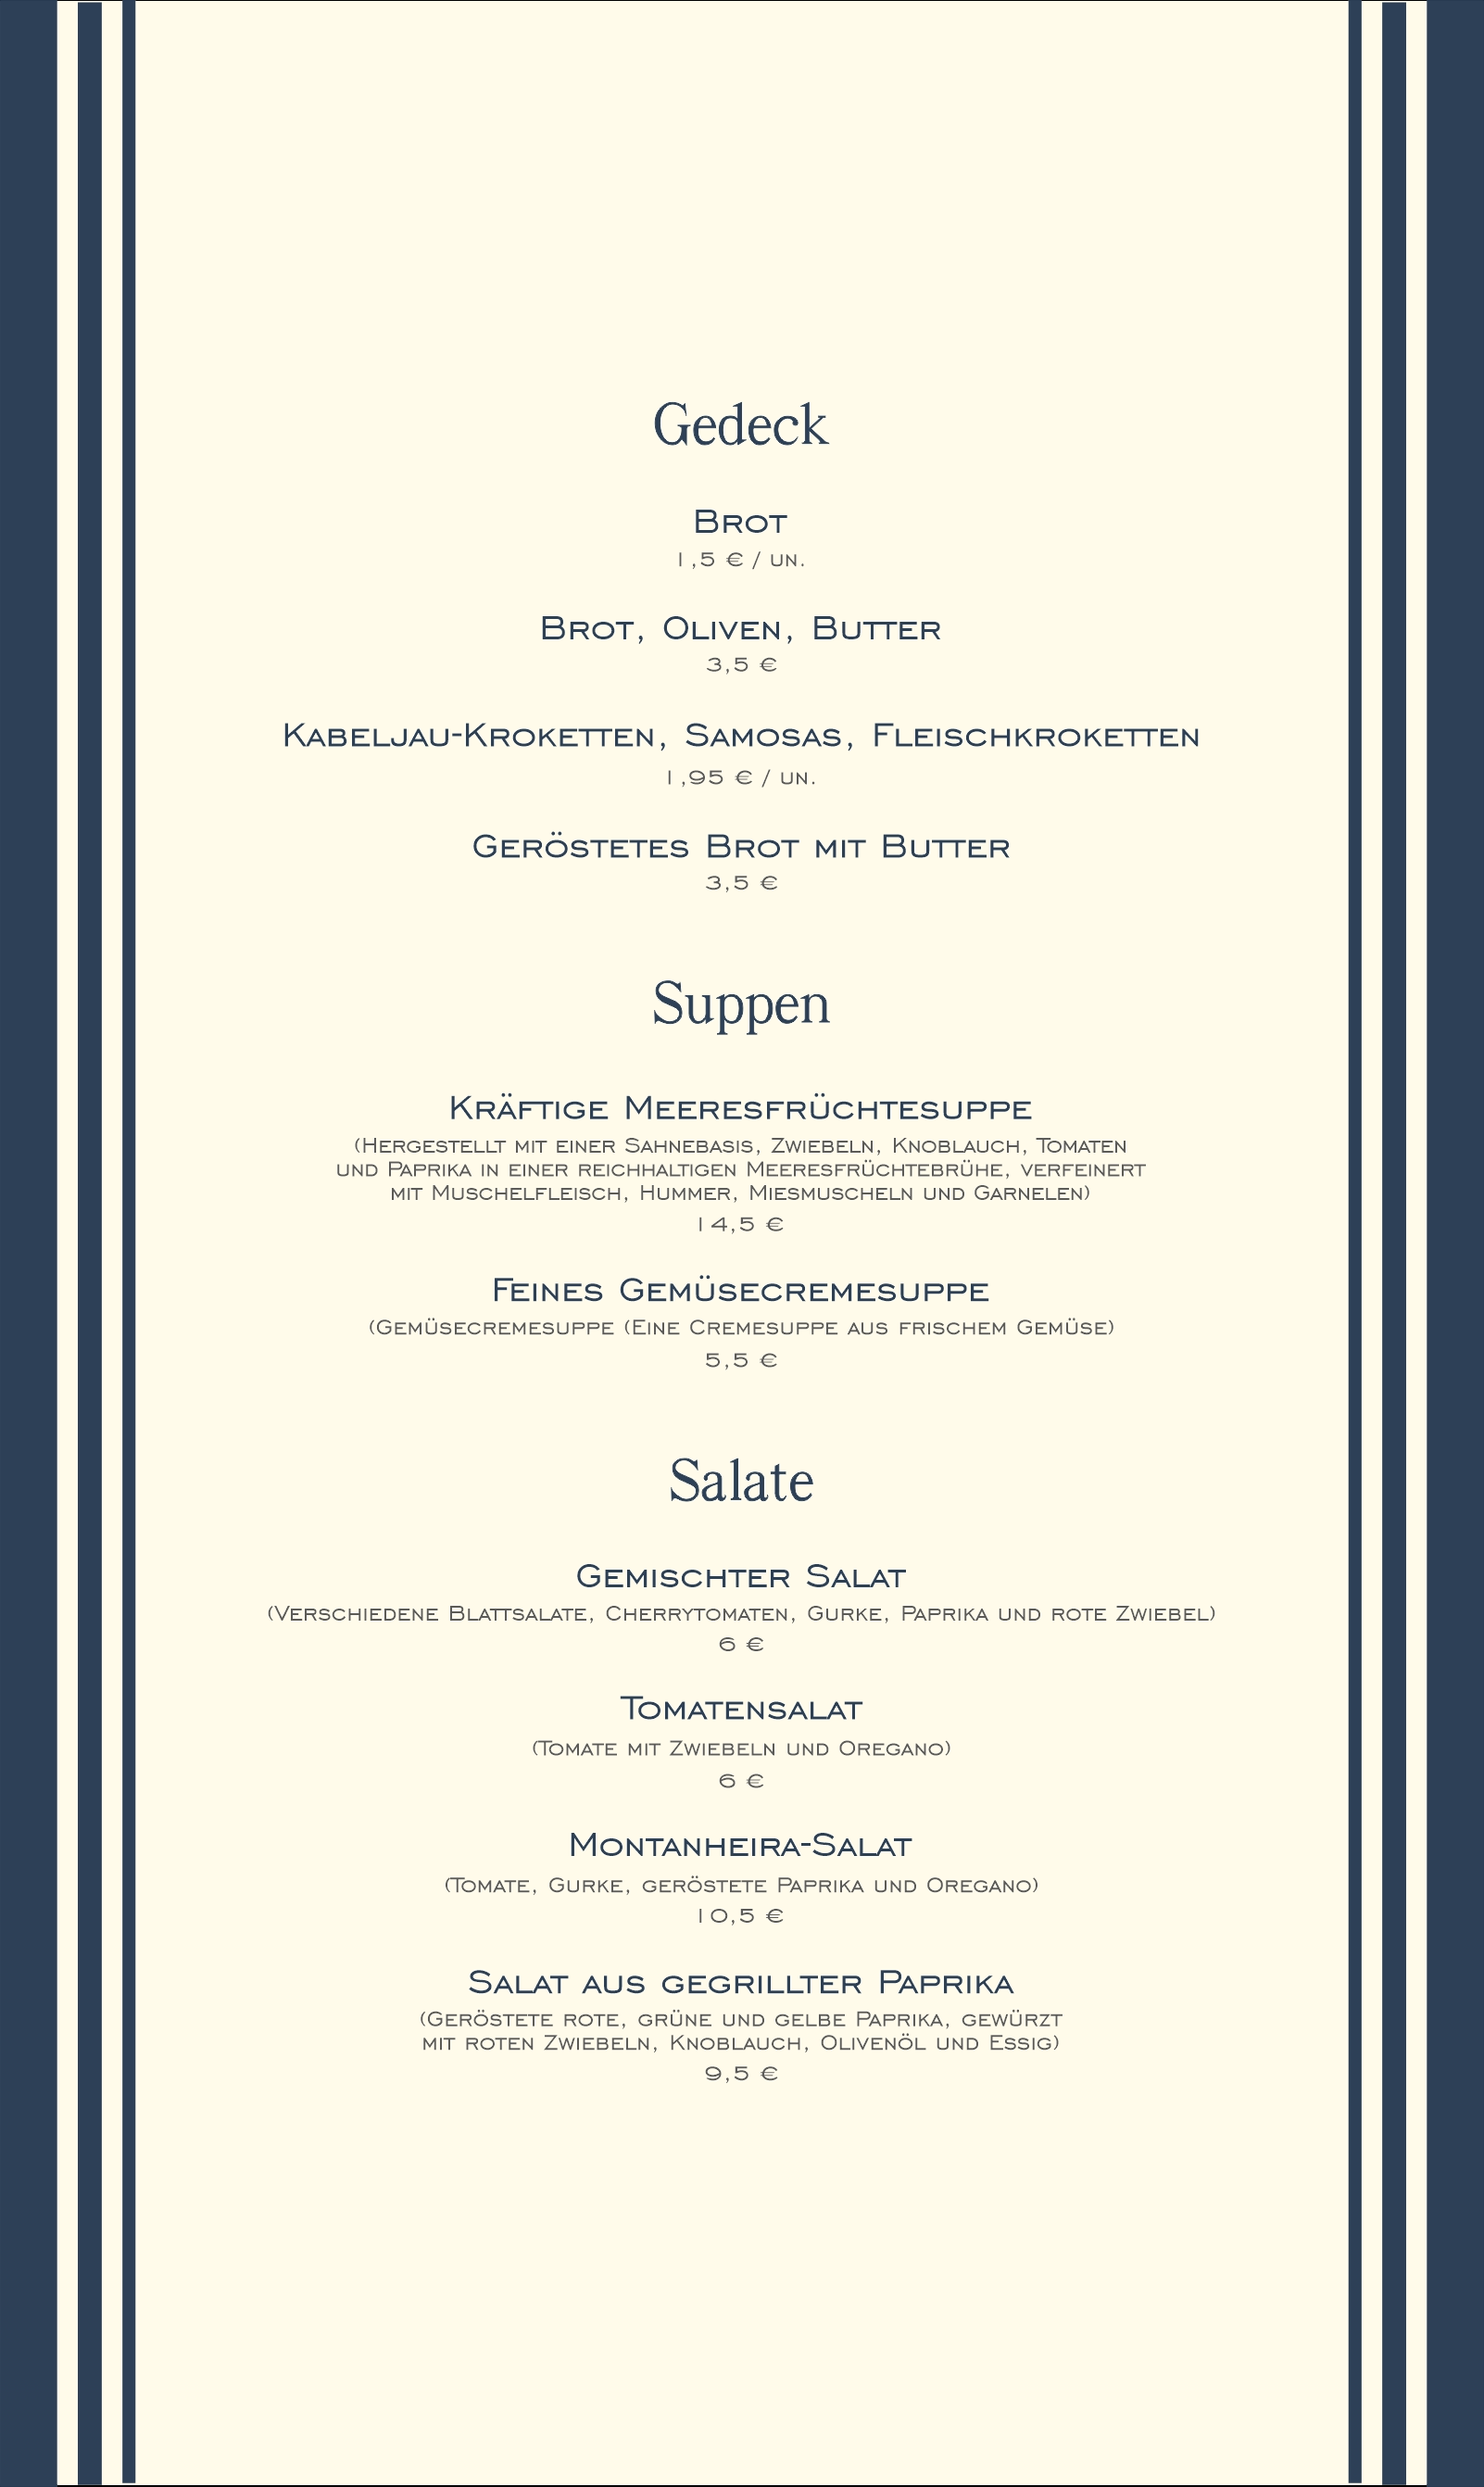 Gedeck
Brot
1,5 € / un.
Brot, Oliven, Butter
3,5 €
Kabeljau-Kroketten, Samosas, Fleischkroketten
1,95 € / un.
Geröstetes Brot mit Butter
3,5 €
Suppen
Kräftige Meeresfrüchtesuppe
(Hergestellt mit einer Sahnebasis, Zwiebeln, Knoblauch, Tomaten
und Paprika in einer reichhaltigen Meeresfrüchtebrühe, verfeinert
mit Muschelfleisch, Hummer, Miesmuscheln und Garnelen)
14,5 €
Feines Gemüsecremesuppe
(Gemüsecremesuppe (Eine Cremesuppe aus frischem Gemüse)
5,5 €
Salate
Gemischter Salat
(Verschiedene Blattsalate, Cherrytomaten, Gurke, Paprika und rote Zwiebel)
6 €
Tomatensalat
(Tomate mit Zwiebeln und Oregano)
6 €
Montanheira-Salat
(Tomate, Gurke, geröstete Paprika und Oregano)
10,5 €
Salat aus gegrillter Paprika
(Geröstete rote, grüne und gelbe Paprika, gewürzt
mit roten Zwiebeln, Knoblauch, Olivenöl und Essig)
9,5 €